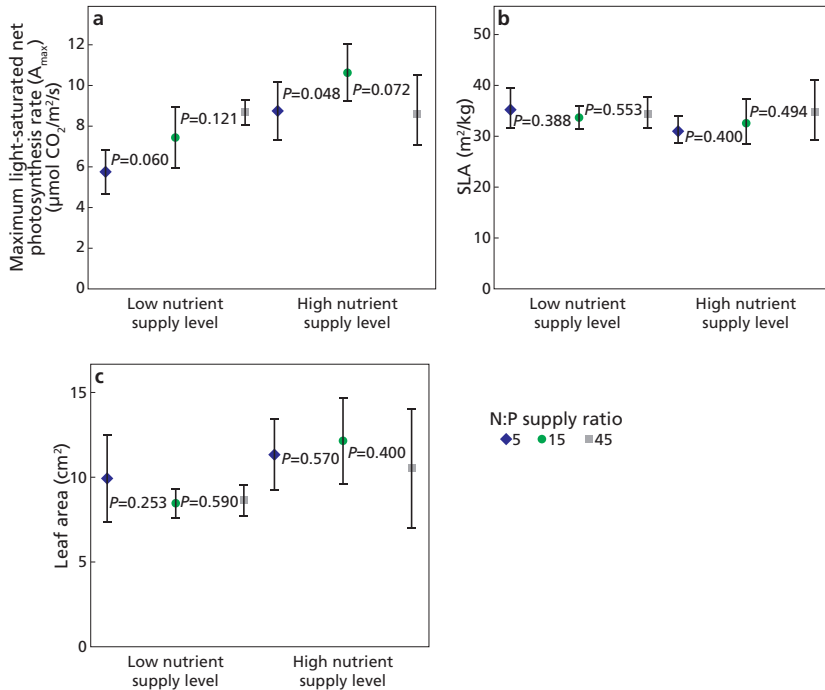 a
Maximum light-saturated net
photosynthesis rate (Amax)
(μmol CO2/m2/s)
12
10
8
6
4
2
0
P=0.060
P=0.121
P=0.048
P=0.072
Low nutrient
supply level
High nutrient
supply level
b
SLA (m2/kg)
50
40
30
20
10
0
P=0.388
P=0.553
P=0.400
P=0.494
Low nutrient
supply level
High nutrient
supply level
c
Leaf area (cm2)
15
10
5
0
P=0.253
P=0.590
P=0.570
P=0.400
Low nutrient
supply level
High nutrient
supply level
N:P supply ratio
5 15 45